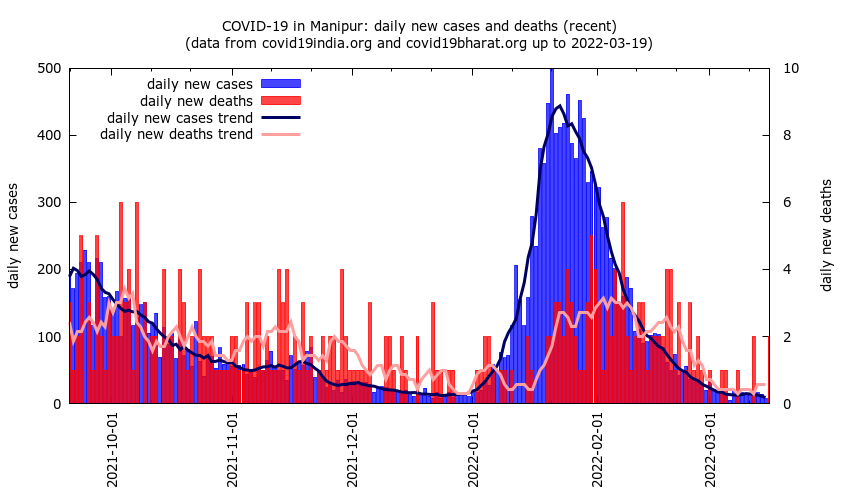 COVID-19 in Manipur: daily new cases and deaths (recent)
(data from covid19india.org and covid19bharat.org up to 2022-03-19)
daily new cases
daily new deaths
daily new cases trend
daily new deaths trend
500
400
300
200
100
0
10
8
6
4
2
0
daily new cases
daily new deaths
2021-10-01
2021-11-01
2021-12-01
2022-01-01
2022-02-01
2022-03-01